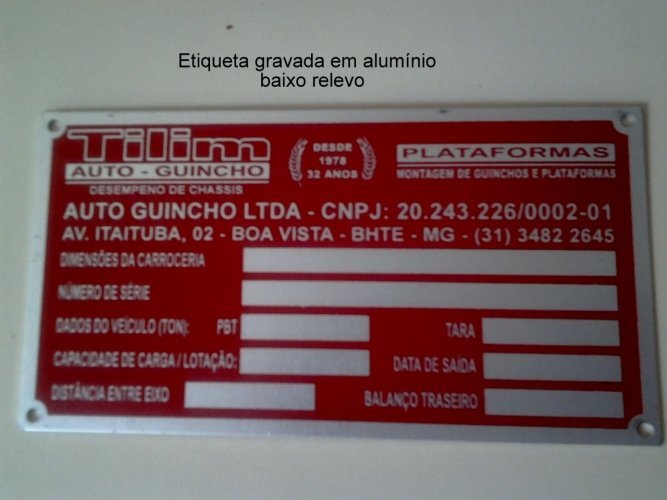 Etiqueta gravada em alumínio
baixo relevo
Tilim
AUTO - GUINCHO
DESEMPENO DE CHASSIS
DESDE
1978
32 ANOS
PLATAFORMAS
MONTAGEM DE GUINCHOS E PLATAFORMAS
AUTO GUINCHO LTDA - CNPJ: 20.243.226/0002-01
AV. ITAITUBA, 02 - BOA VISTA - BHTE - MG - (31) 3482 2645
DIMENSÕES DA CARROCERIA
NÚMERO DE SÉRIE
DADOS DO VEÍCULO (TON): PBT TARA
CAPACIDADE DE CARGA / LOTAÇÃO: DATA DE SAÍDA
DISTÂNCIA ENTRE EIXO BALANÇO TRASEIRO